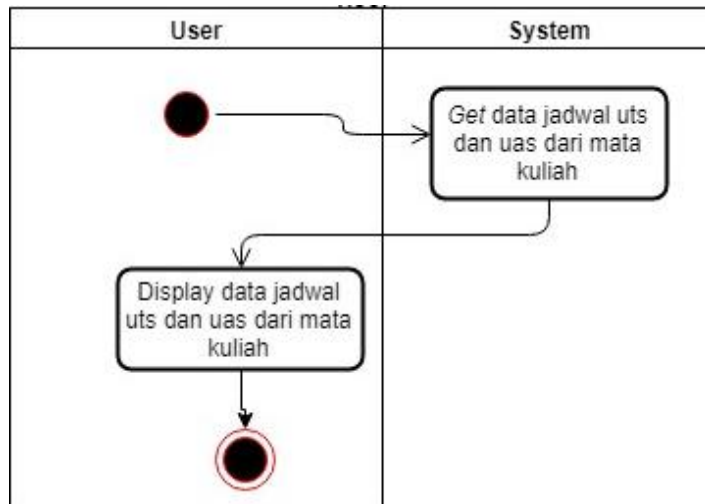 User
System
Get data jadwal uts
dan uas dari mata
kuliah
Display data jadwal
uts dan uas dari mata
kuliah